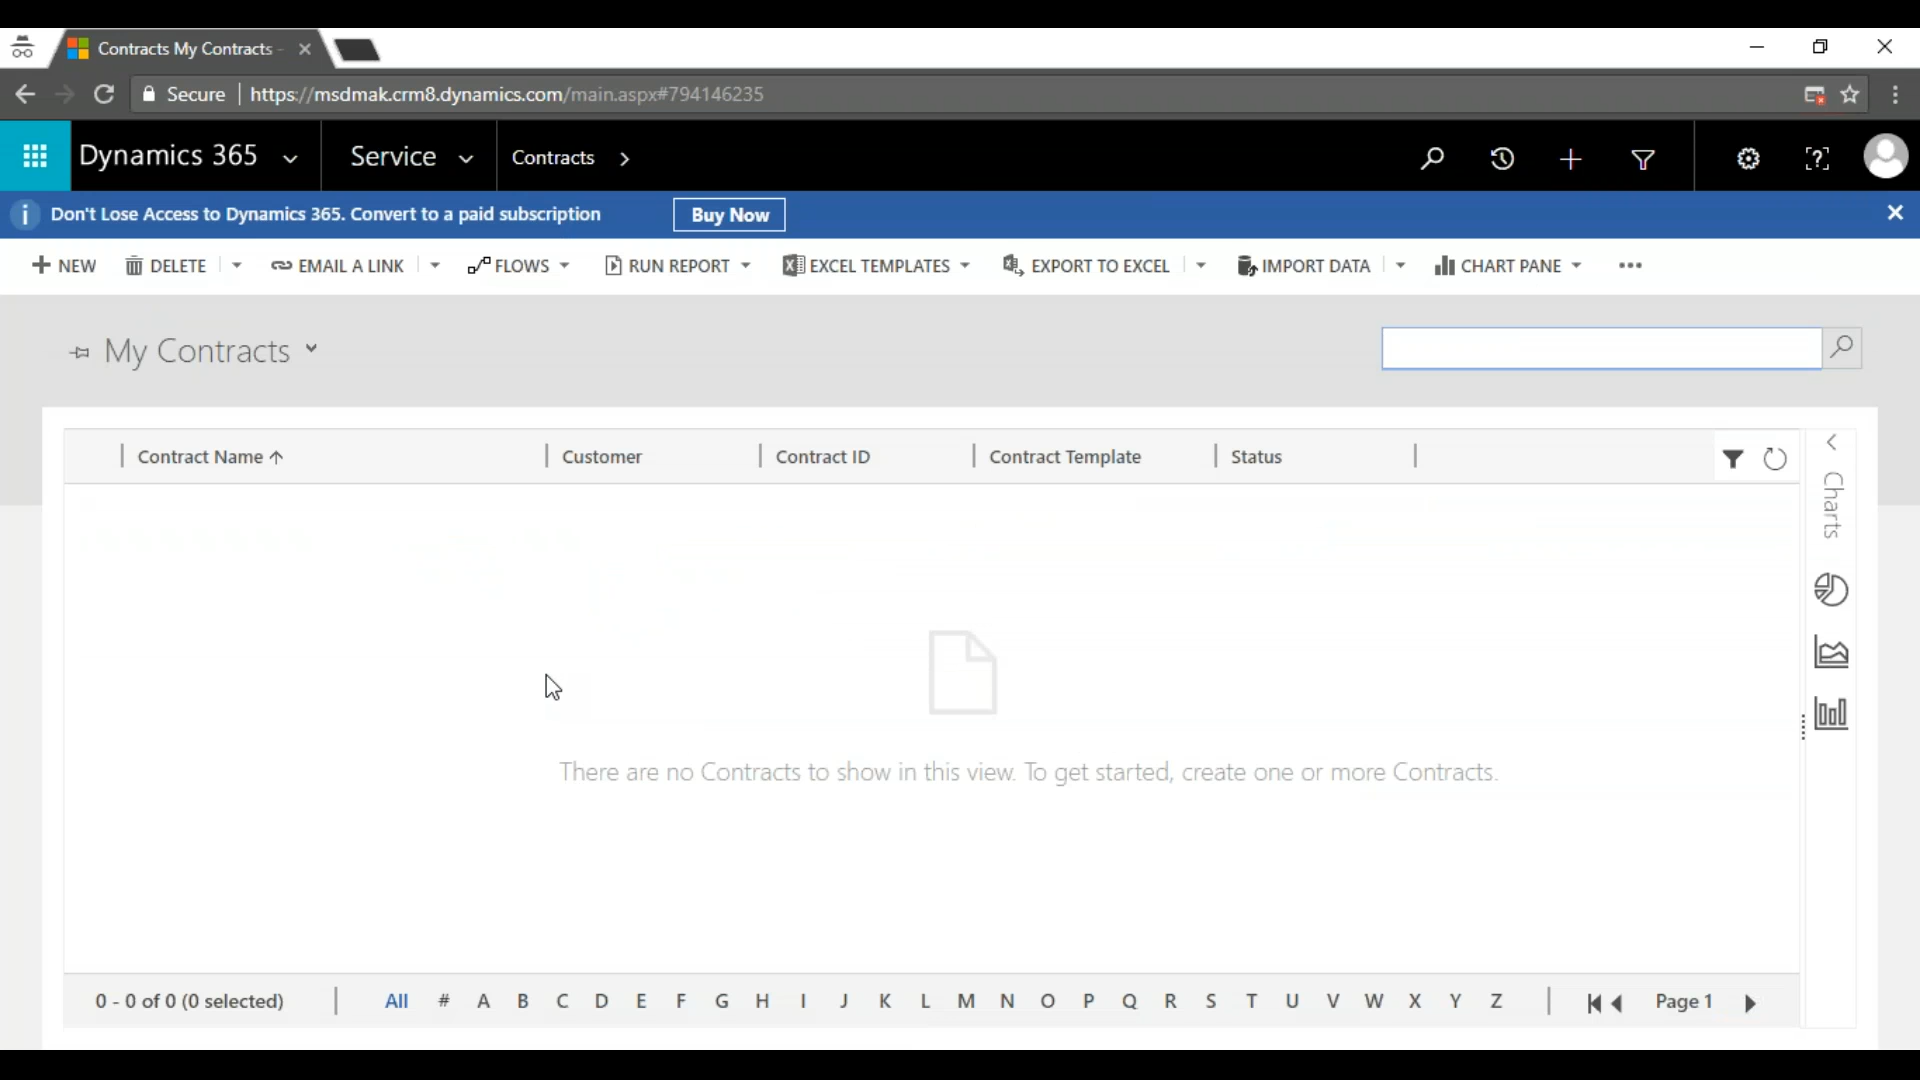 Contracts My Contracts -
Secure https://msdmak.crm8.dynamics.com/main.aspx#794146235
Dynamics 365 Service Contracts
Don't Lose Access to Dynamics 365. Convert to a paid subscription Buy Now
NEW DELETE EMAIL A LINK FLOWS RUN REPORT EXCEL TEMPLATES EXPORT TO EXCEL IMPORT DATA CHART PANE
My Contracts
Contract Name Customer Contract ID Contract Template Status
Charts
There are no Contracts to show in this view. To get started, create one or more Contracts.
0 - 0 of 0 (0 selected) All # A B C D E F G H I J K L M N O P Q R S T U V W X Y Z Page 1